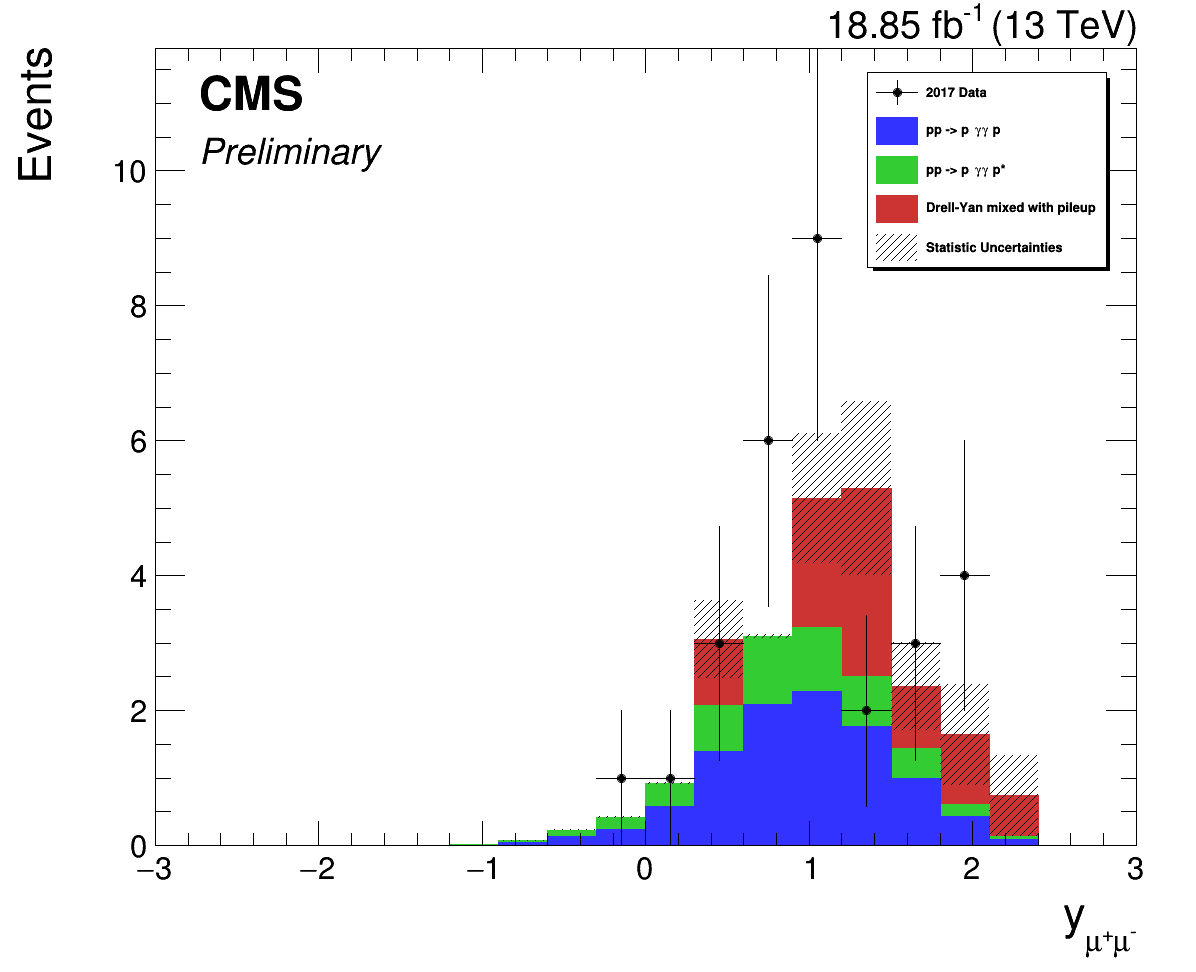 18.85 fb⁻¹ (13 TeV)
Events
CMS
Preliminary
2017 Data
pp -> p γγ p
pp -> p γγ p*
Drell-Yan mixed with pileup
Statistic Uncertainties
10
8
6
4
2
0
−3 −2 −1 0 1 2 3
y μ⁺μ⁻